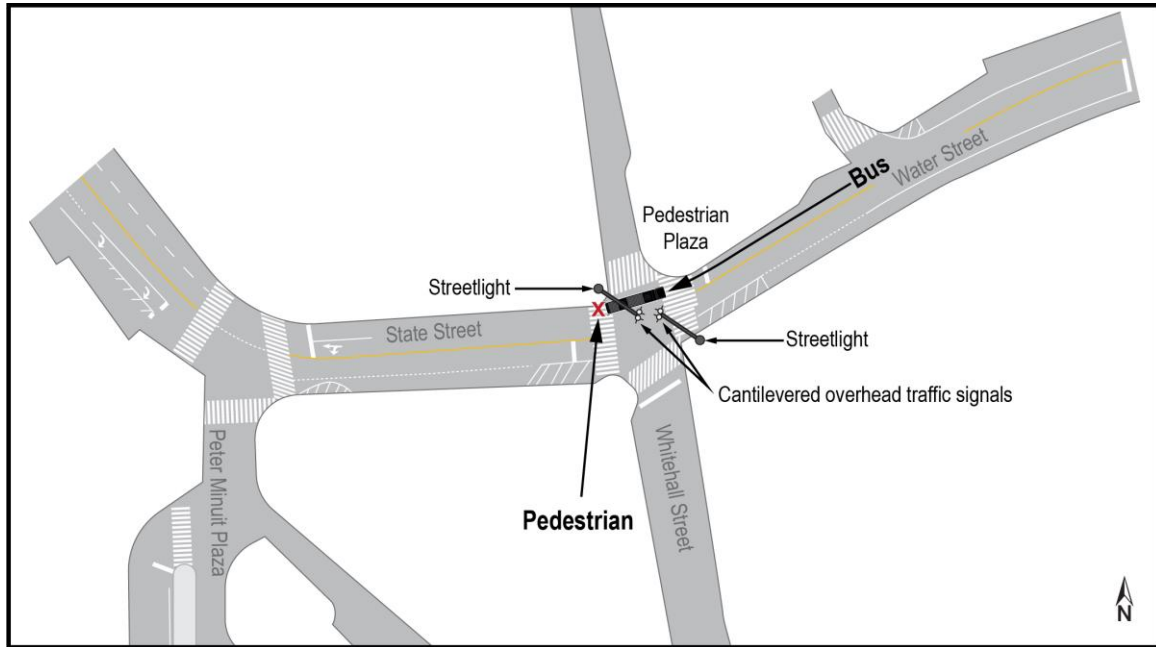 Water Street
Bus
Pedestrian
Plaza
Streetlight
State Street
Streetlight
Cantilevered overhead traffic signals
Peter Minuit Plaza
Whitehall Street
Pedestrian
N